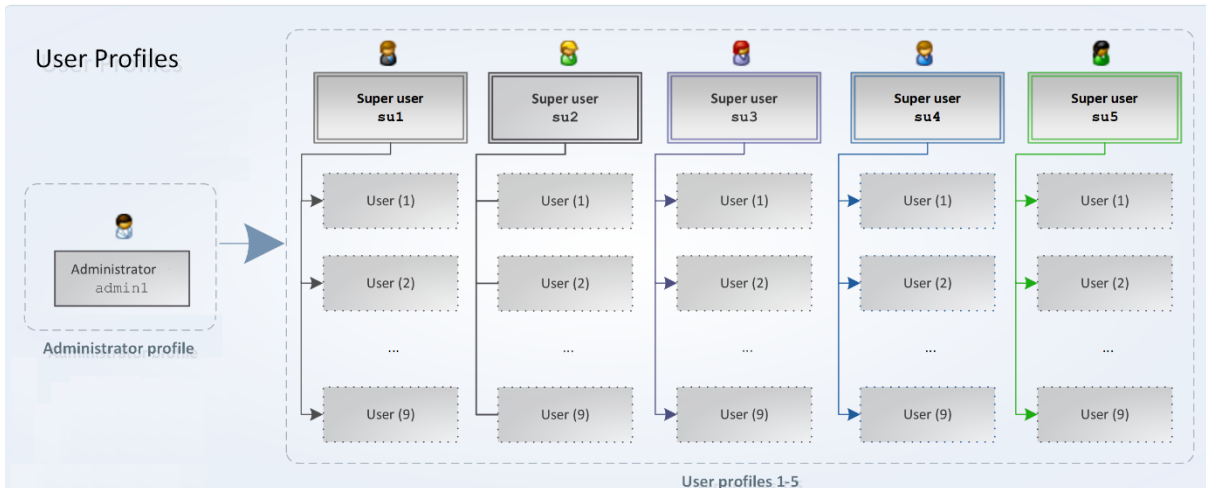 User Profiles
Super user
su1
Super user
su2
Super user
su3
Super user
su4
Super user
su5
User (1)
User (1)
User (1)
User (1)
User (1)
Administrator
admin1
User (2)
User (2)
User (2)
User (2)
User (2)
Administrator profile
...
...
...
...
...
User (9)
User (9)
User (9)
User (9)
User (9)
User profiles 1-5